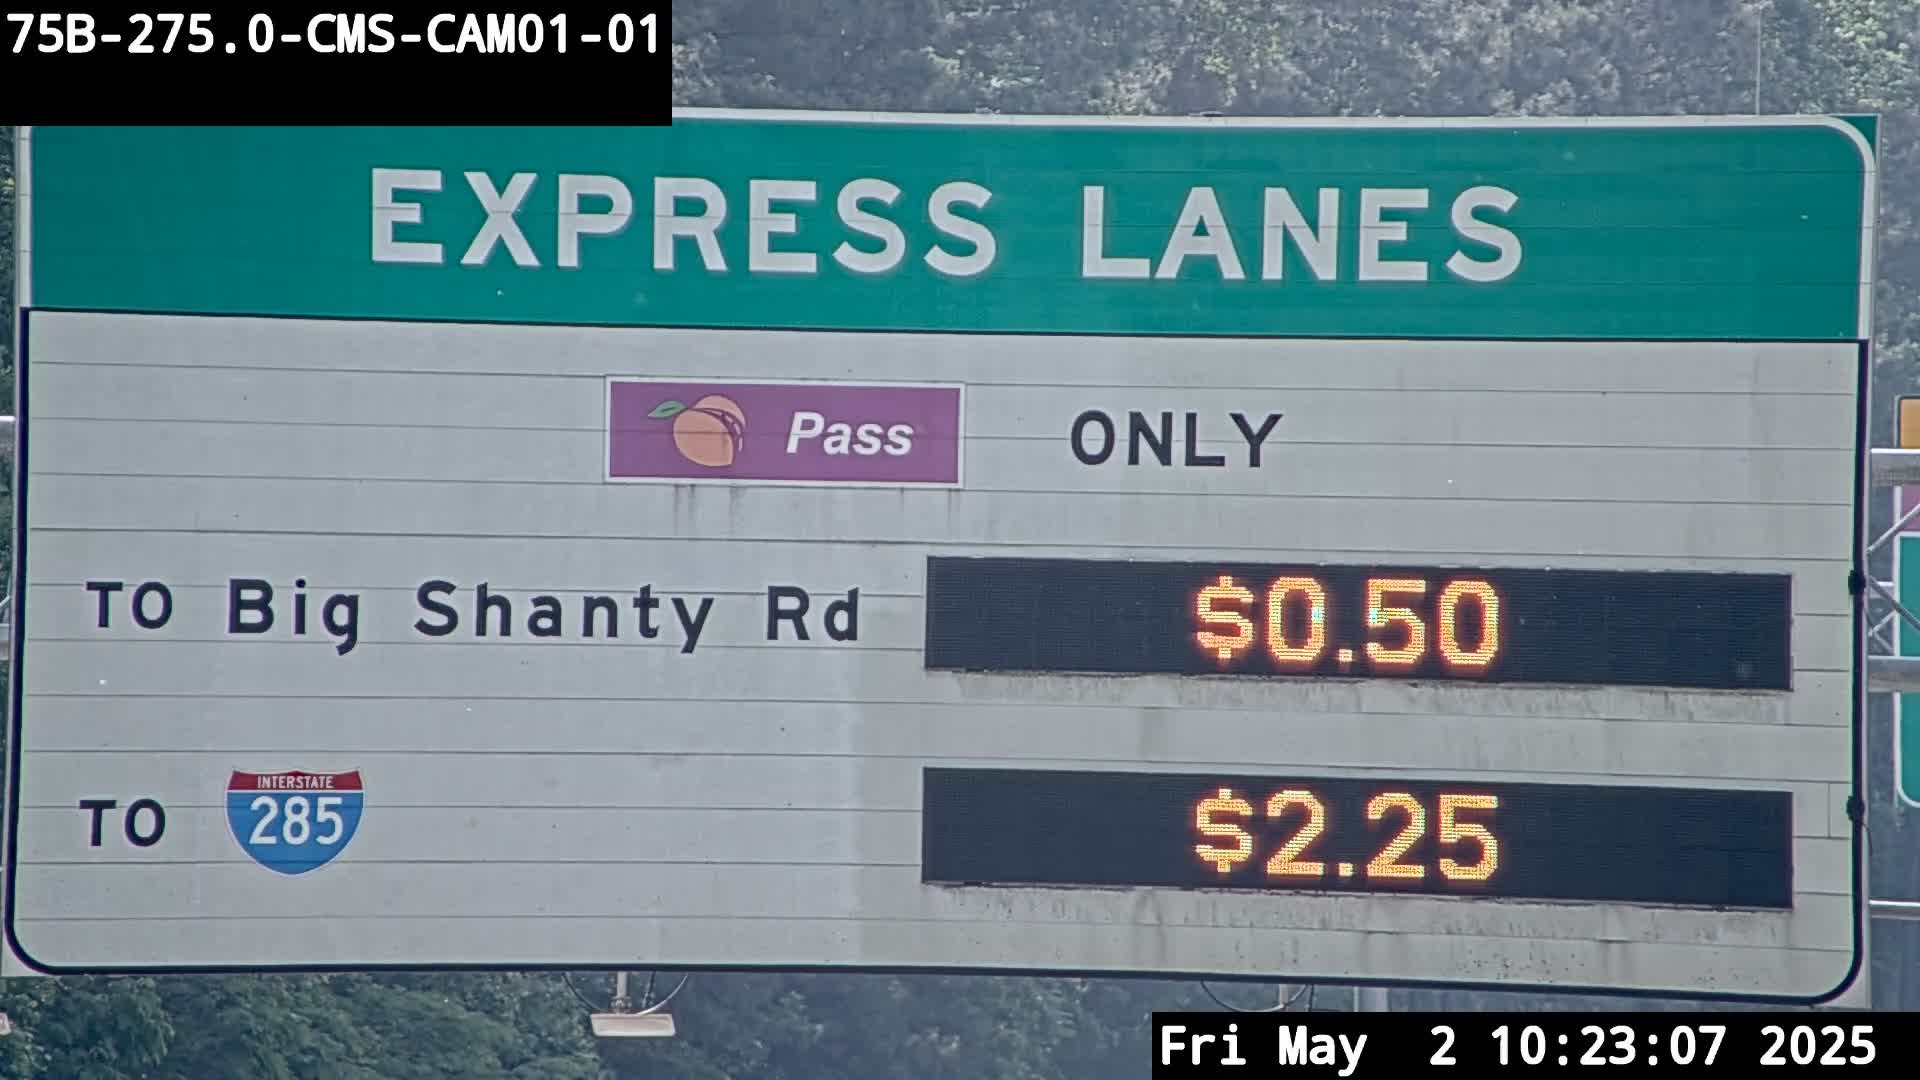 75B-275.0-CMS-CAM01-01
EXPRESS LANES
Pass ONLY
TO Big Shanty Rd $0.50
INTERSTATE
TO 285 $2.25
Fri May 2 10:23:07 2025